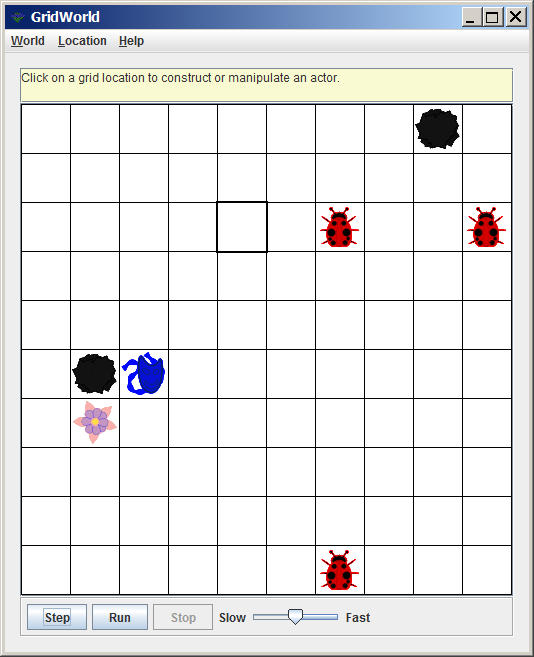 GridWorld
World Location Help
Click on a grid location to construct or manipulate an actor.
Step Run Stop Slow Fast